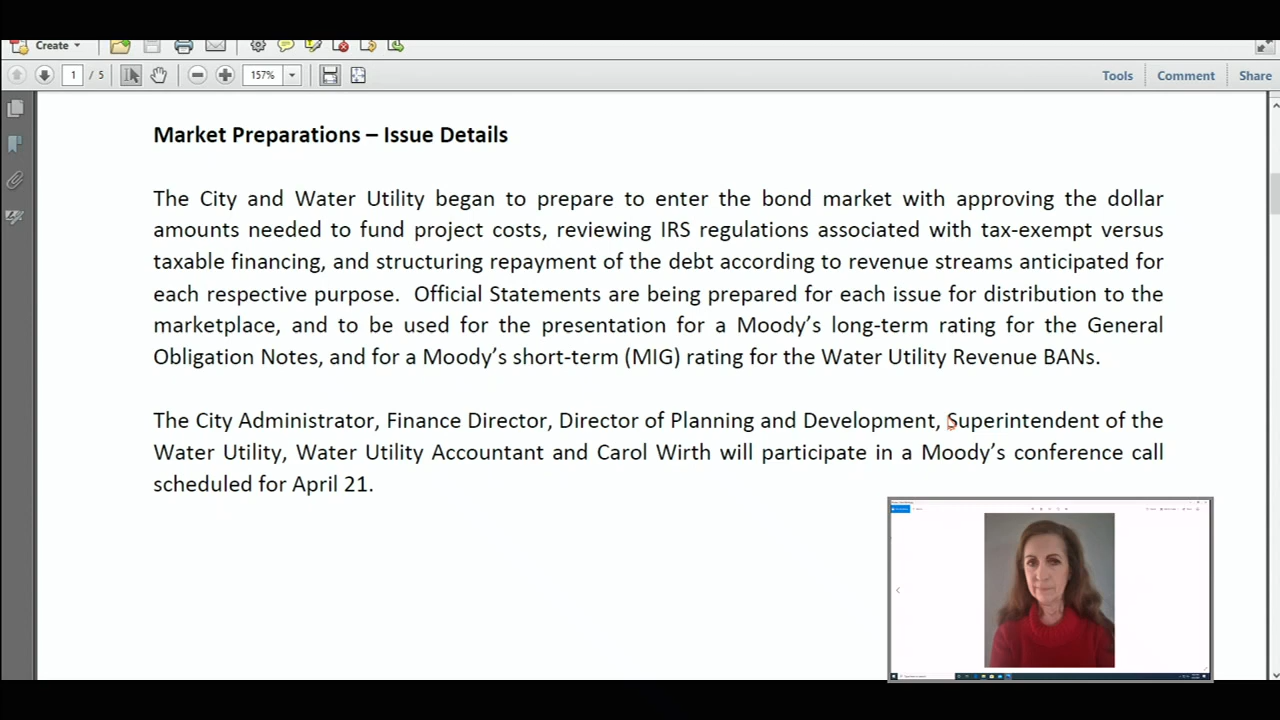 Create
1 / 5
157%
Tools
Comment
Share
Market Preparations – Issue Details
The City and Water Utility began to prepare to enter the bond market with approving the dollar
amounts needed to fund project costs, reviewing IRS regulations associated with tax-exempt versus
taxable financing, and structuring repayment of the debt according to revenue streams anticipated for
each respective purpose. Official Statements are being prepared for each issue for distribution to the
marketplace, and to be used for the presentation for a Moody’s long-term rating for the General
Obligation Notes, and for a Moody’s short-term (MIG) rating for the Water Utility Revenue BANs.
The City Administrator, Finance Director, Director of Planning and Development, Superintendent of the
Water Utility, Water Utility Accountant and Carol Wirth will participate in a Moody’s conference call
scheduled for April 21.